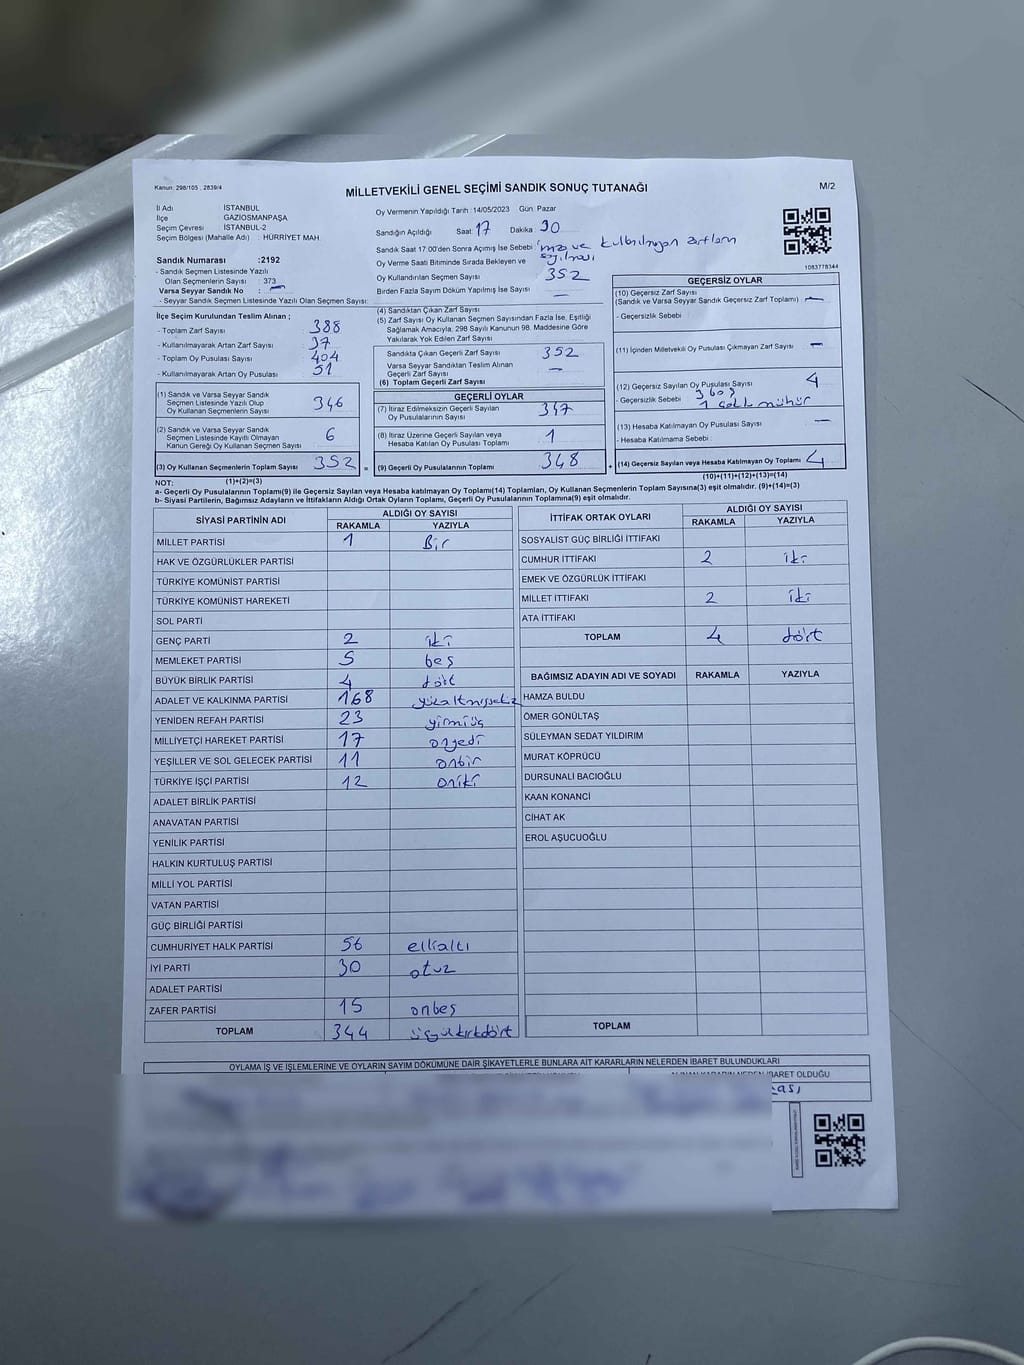 Kanun: 298/105 , 2839/4
MİLLETVEKİLİ GENEL SEÇİMİ SANDIK SONUÇ TUTANAĞI
M/2
İl Adı : İSTANBUL
İlçe : GAZİOSMANPAŞA
Seçim Çevresi : İSTANBUL-2
Seçim Bölgesi (Mahalle Adı) : HÜRRİYET MAH
Sandık Numarası :2192
- Sandık Seçmen Listesinde Yazılı
Olan Seçmenlerin Sayısı : 373
Varsa Seyyar Sandık No : —
- Seyyar Sandık Seçmen Listesinde Yazılı Olan Seçmen Sayısı:
Oy Vermenin Yapıldığı Tarih :14/05/2023 Gün: Pazar
Sandığın Açıldığı Saat: 17 Dakika 30
Sandık Saat 17:00'den Sonra Açımış İse Sebebi : imza ve kullanılmayan zarfların
sayılması
Oy Verme Saati Bitiminde Sırada Bekleyen ve
Oy Kullandırılan Seçmen Sayısı 352
Birden Fazla Sayım Döküm Yapılmış İse Sayısı —
1083778344
İlçe Seçim Kurulundan Teslim Alınan ;
- Toplam Zarf Sayısı : 388
- Kullanılmayarak Artan Zarf Sayısı : 37
- Toplam Oy Pusulası Sayısı : 404
- Kullanılmayarak Artan Oy Pusulası : 51
(1) Sandık ve Varsa Seyyar Sandık
Seçmen Listesinde Yazılı Olup
Oy Kullanan Seçmenlerin Sayısı 346
(2) Sandık ve Varsa Seyyar Sandık
Seçmen Listesinde Kayıtlı Olmayan
Kanun Gereği Oy Kullanan Seçmen Sayısı 6
(3) Oy Kullanan Seçmenlerin Toplam Sayısı 352 =
(4) Sandıktan Çıkan Zarf Sayısı
(5) Zarf Sayısı Oy Kullanan Seçmen Sayısından Fazla İse, Eşitliği
Sağlamak Amacıyla, 298 Sayılı Kanunun 98. Maddesine Göre
Yakılarak Yok Edilen Zarf Sayısı
Sandıkta Çıkan Geçerli Zarf Sayısı 352
Varsa Seyyar Sandıktan Teslim Alınan
Geçerli Zarf Sayısı —
(6) Toplam Geçerli Zarf Sayısı
GEÇERLİ OYLAR
(7) İtiraz Edilmeksizin Geçerli Sayılan
Oy Pusulalarının Sayısı 347
(8) İtiraz Üzerine Geçerli Sayılan veya
Hesaba Katılan Oy Pusulası Toplamı 1
(9) Geçerli Oy Pusulalarının Toplamı 348 +
GEÇERSİZ OYLAR
(10) Geçersiz Zarf Sayısı
(Sandık ve Varsa Seyyar Sandık Geçersiz Zarf Toplamı) —
- Geçersizlik Sebebi :
(11) İçinden Milletvekili Oy Pusulası Çıkmayan Zarf Sayısı —
(12) Geçersiz Sayılan Oy Pusulası Sayısı 4
- Geçersizlik Sebebi : 3 boş
1 mühür
(13) Hesaba Katılmayan Oy Pusulası Sayısı —
- Hesaba Katılmama Sebebi :
(14) Geçersiz Sayılan veya Hesaba Katılmayan Oy Toplamı 4
NOT: (1)+(2)=(3)
(10)+(11)+(12)+(13)=(14)
a- Geçerli Oy Pusulalarının Toplamı(9) ile Geçersiz Sayılan veya Hesaba katılmayan Oy Toplamı(14) Toplamları, Oy Kullanan Seçmenlerin Toplam Sayısına(3) eşit olmalıdır. (9)+(14)=(3)
b- Siyasi Partilerin, Bağımsız Adayların ve İttifakların Aldığı Ortak Oyların Toplamı, Geçerli Oy Pusulalarının Toplamına(9) eşit olmalıdır.
SİYASİ PARTİNİN ADI ALDIĞI OY SAYISI
RAKAMLA YAZIYLA
MİLLET PARTİSİ 1 Bir
HAK VE ÖZGÜRLÜKLER PARTİSİ
TÜRKİYE KOMÜNİST PARTİSİ
TÜRKİYE KOMÜNİST HAREKETİ
SOL PARTİ
GENÇ PARTİ 2 iki
MEMLEKET PARTİSİ 5 beş
BÜYÜK BİRLİK PARTİSİ 4 dört
ADALET VE KALKINMA PARTİSİ 168 yüzaltmışsekiz
YENİDEN REFAH PARTİSİ 23 yirmiüç
MİLLİYETÇİ HAREKET PARTİSİ 17 onyedi
YEŞİLLER VE SOL GELECEK PARTİSİ 11 onbir
TÜRKİYE İŞÇİ PARTİSİ 12 oniki
ADALET BİRLİK PARTİSİ
ANAVATAN PARTİSİ
YENİLİK PARTİSİ
HALKIN KURTULUŞ PARTİSİ
MİLLİ YOL PARTİSİ
VATAN PARTİSİ
GÜÇ BİRLİĞİ PARTİSİ
CUMHURİYET HALK PARTİSİ 56 ellialtı
İYİ PARTİ 30 otuz
ADALET PARTİSİ
ZAFER PARTİSİ 15 onbeş
TOPLAM 344 üçyüzkırkdört
İTTİFAK ORTAK OYLARI ALDIĞI OY SAYISI
RAKAMLA YAZIYLA
SOSYALİST GÜÇ BİRLİĞİ İTTİFAKI
CUMHUR İTTİFAKI 2 iki
EMEK VE ÖZGÜRLÜK İTTİFAKI
MİLLET İTTİFAKI 2 iki
ATA İTTİFAKI
TOPLAM 4 dört
BAĞIMSIZ ADAYIN ADI VE SOYADI RAKAMLA YAZIYLA
HAMZA BULDU
ÖMER GÖNÜLTAŞ
SÜLEYMAN SEDAT YILDIRIM
MURAT KÖPRÜCÜ
DURSUNALİ BACIOĞLU
KAAN KONANCİ
CİHAT AK
EROL AŞUCUOĞLU
TOPLAM
OYLAMA İŞ VE İŞLEMLERİNE VE OYLARIN SAYIM DÖKÜMÜNE DAİR ŞİKAYETLERLE BUNLARA AİT KARARLARIN NELERDEN İBARET BULUNDUKLARI
ALINAN KARARIN NEDEN İBARET OLDUĞU